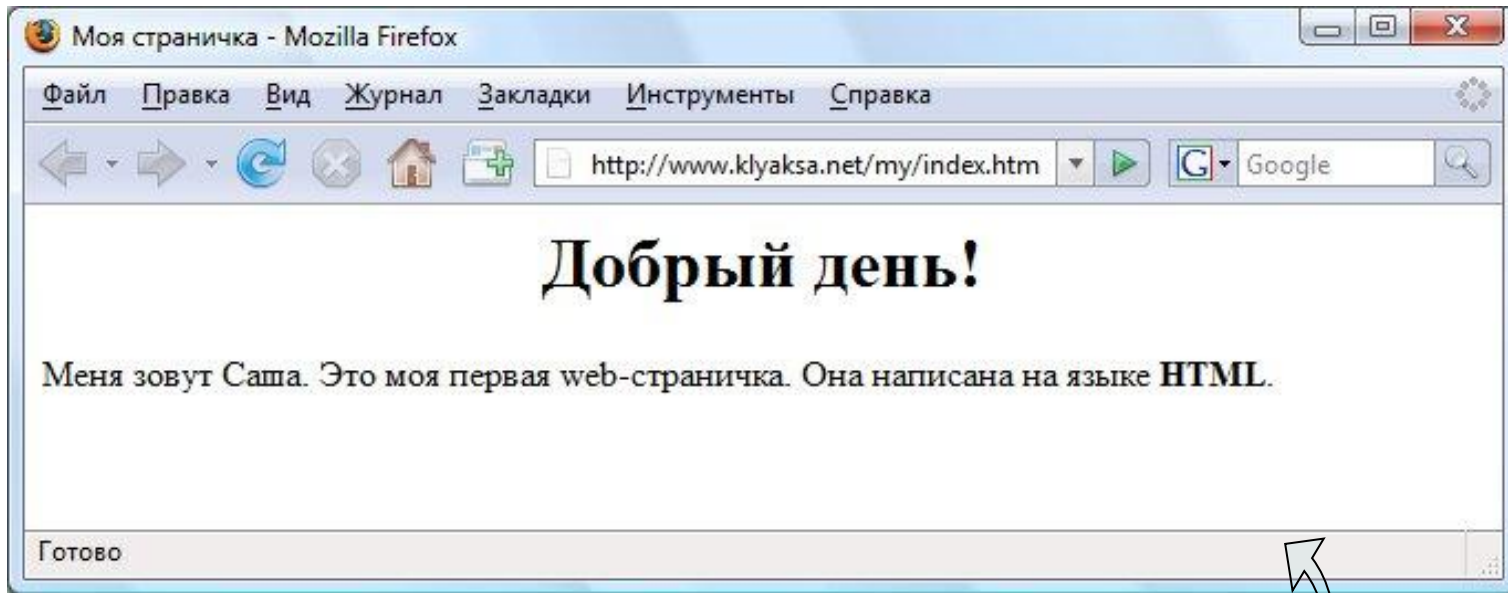 Моя страничка - Mozilla Firefox
Файл Правка Вид Журнал Закладки Инструменты Справка
http://www.klyaksa.net/my/index.htm G Google
Добрый день!
Меня зовут Саша. Это моя первая web-страничка. Она написана на языке HTML.
Готово